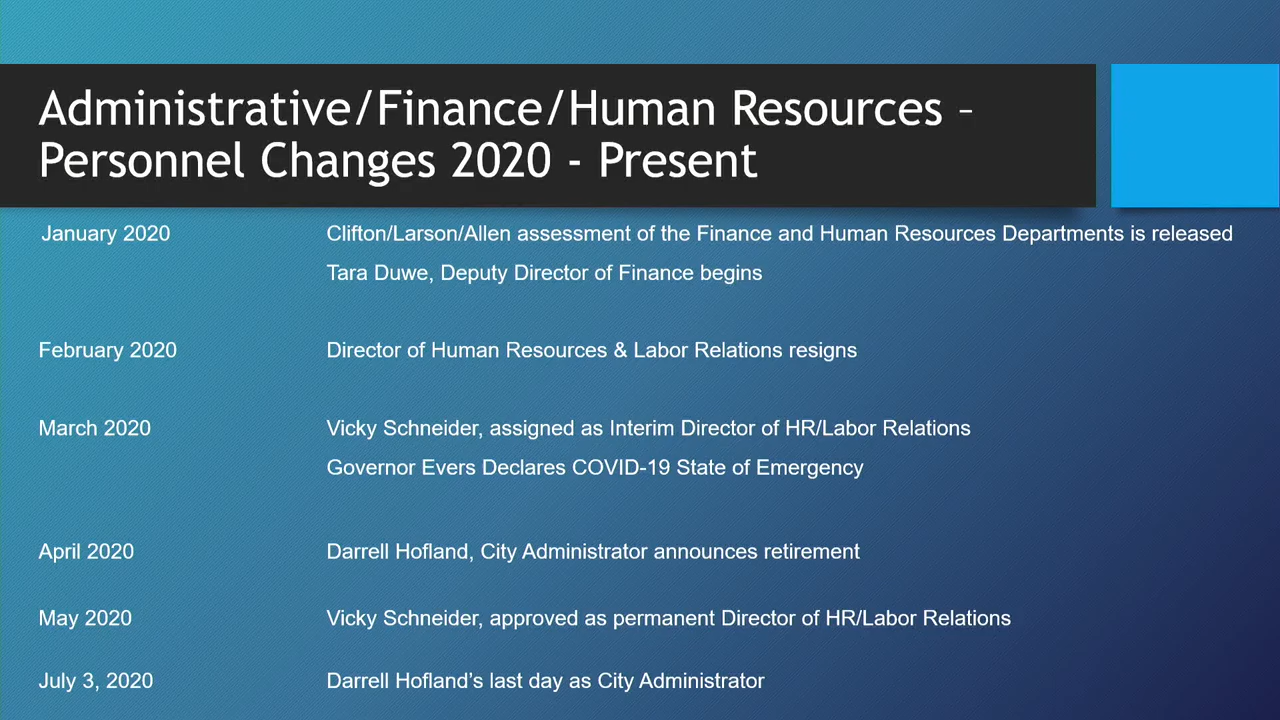 Administrative/Finance/Human Resources –
Personnel Changes 2020 - Present
January 2020 Clifton/Larson/Allen assessment of the Finance and Human Resources Departments is released
Tara Duwe, Deputy Director of Finance begins
February 2020 Director of Human Resources & Labor Relations resigns
March 2020 Vicky Schneider, assigned as Interim Director of HR/Labor Relations
Governor Evers Declares COVID-19 State of Emergency
April 2020 Darrell Hofland, City Administrator announces retirement
May 2020 Vicky Schneider, approved as permanent Director of HR/Labor Relations
July 3, 2020 Darrell Hofland’s last day as City Administrator